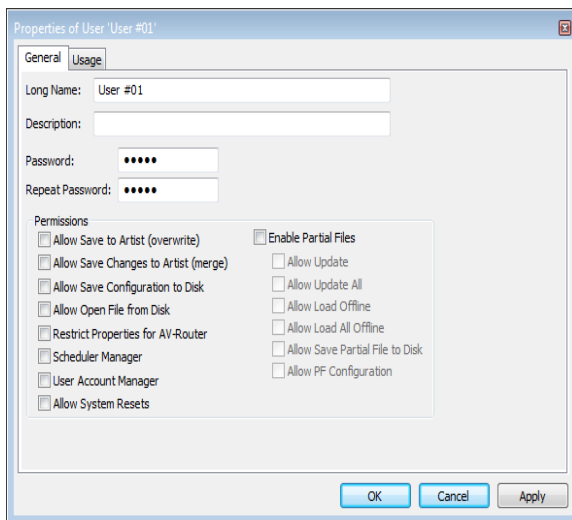 Properties of User 'User #01'
General Usage
Long Name: User #01
Description:
Password: •••••
Repeat Password: •••••
Permissions
Allow Save to Artist (overwrite)
Allow Save Changes to Artist (merge)
Allow Save Configuration to Disk
Allow Open File from Disk
Restrict Properties for AV-Router
Scheduler Manager
User Account Manager
Allow System Resets
Enable Partial Files
Allow Update
Allow Update All
Allow Load Offline
Allow Load All Offline
Allow Save Partial File to Disk
Allow PF Configuration
OK Cancel Apply